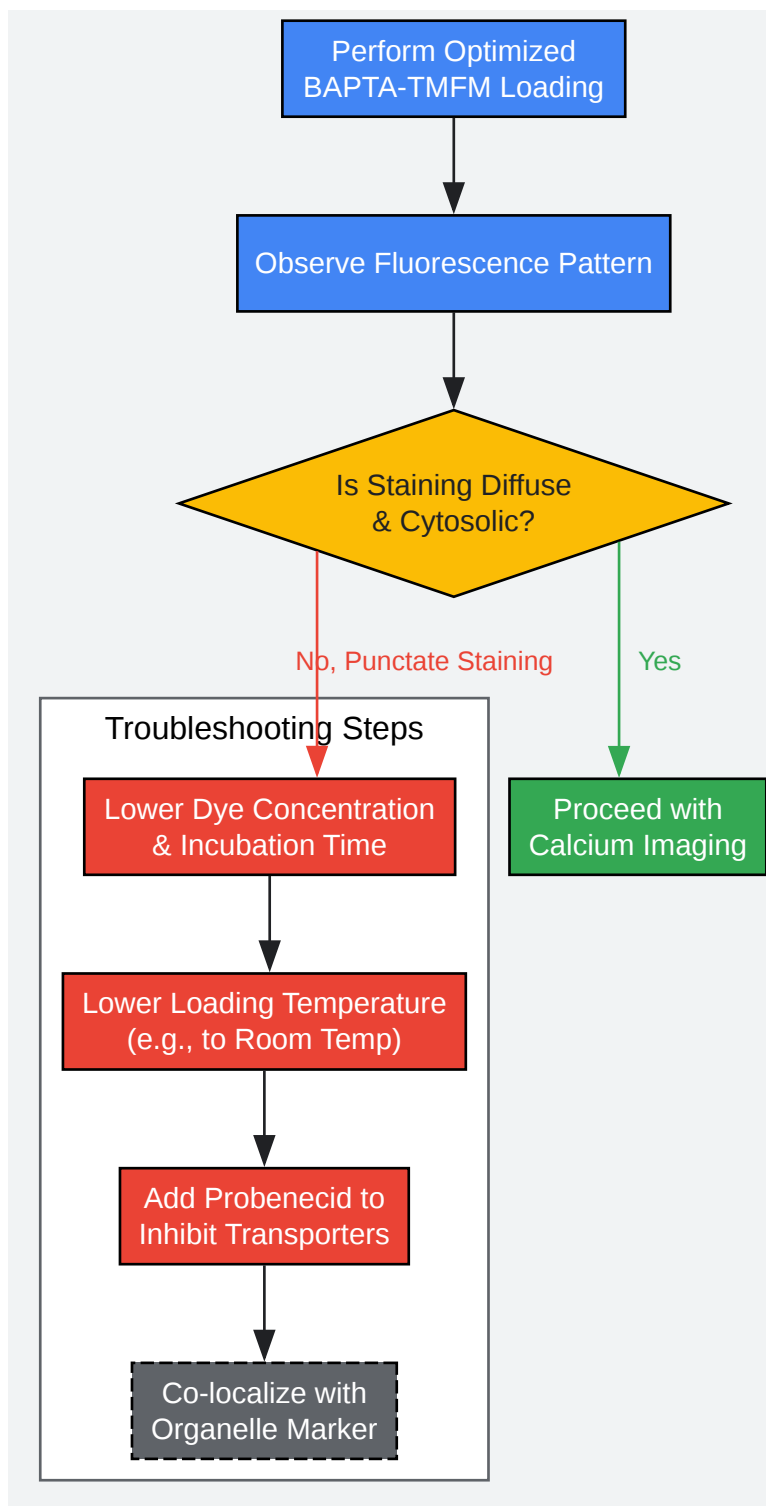 Perform Optimized
BAPTA-TMFM Loading
Observe Fluorescence Pattern
Is Staining Diffuse
& Cytosolic?
No, Punctate Staining
Yes
Troubleshooting Steps
Lower Dye Concentration
& Incubation Time
Proceed with
Calcium Imaging
Lower Loading Temperature
(e.g., to Room Temp)
Add Probenecid to
Inhibit Transporters
Co-localize with
Organelle Marker